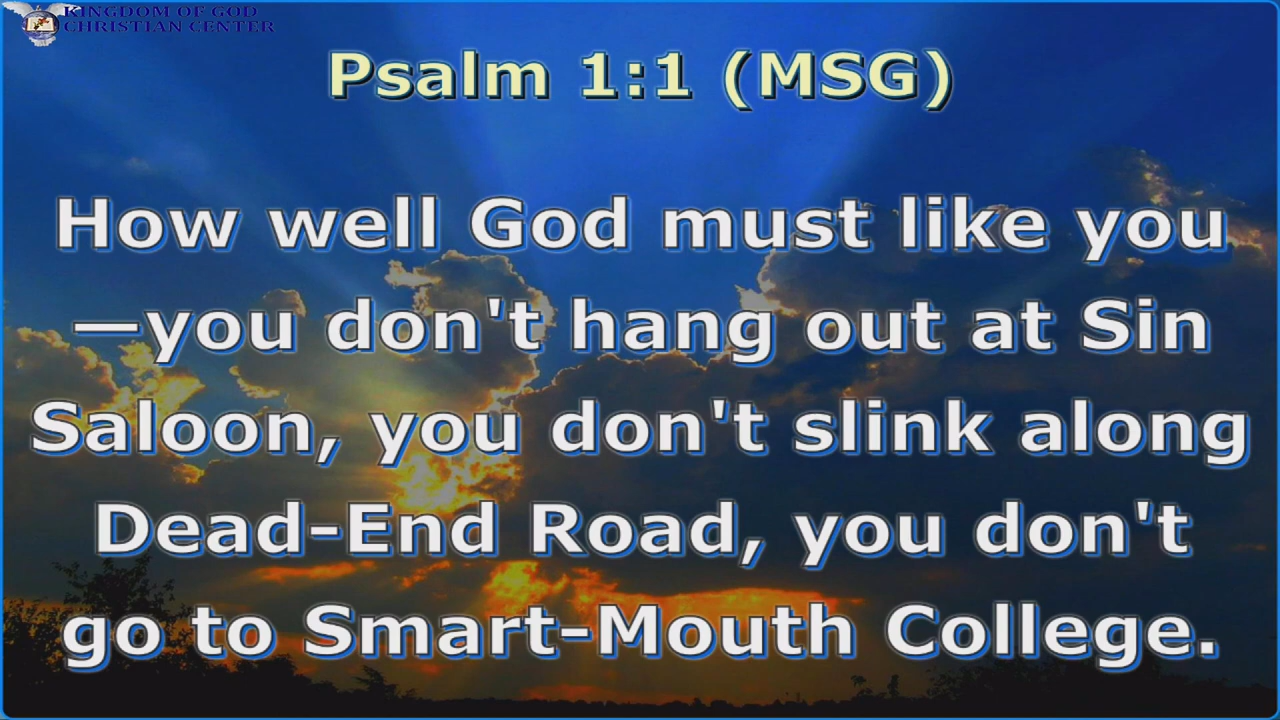 KINGDOM OF GOD
CHRISTIAN CENTER
Psalm 1:1 (MSG)
How well God must like you
—you don't hang out at Sin
Saloon, you don't slink along
Dead-End Road, you don't
go to Smart-Mouth College.